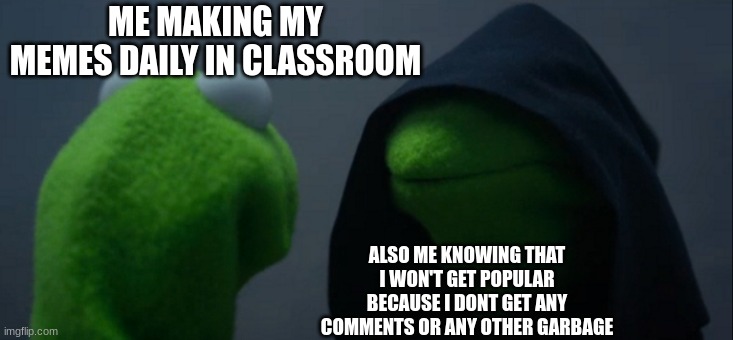 ME MAKING MY
MEMES DAILY IN CLASSROOM
ALSO ME KNOWING THAT
I WON'T GET POPULAR
BECAUSE I DONT GET ANY
COMMENTS OR ANY OTHER GARBAGE
imgflip.com